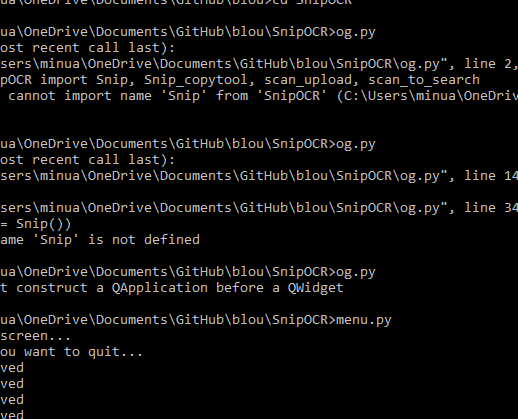 ua\OneDrive\Documents\GitHub\blou>cd SnipOCR
ua\OneDrive\Documents\GitHub\blou\SnipOCR>og.py
ost recent call last):
sers\minua\OneDrive\Documents\GitHub\blou\SnipOCR\og.py", line 2,
pOCR import Snip, Snip_copytool, scan_upload, scan_to_search
cannot import name 'Snip' from 'SnipOCR' (C:\Users\minua\OneDriv
ua\OneDrive\Documents\GitHub\blou\SnipOCR>og.py
ost recent call last):
sers\minua\OneDrive\Documents\GitHub\blou\SnipOCR\og.py", line 14
sers\minua\OneDrive\Documents\GitHub\blou\SnipOCR\og.py", line 34
= Snip())
ame 'Snip' is not defined
ua\OneDrive\Documents\GitHub\blou\SnipOCR>og.py
t construct a QApplication before a QWidget
ua\OneDrive\Documents\GitHub\blou\SnipOCR>menu.py
screen...
ou want to quit...
ved
ved
ved
ved